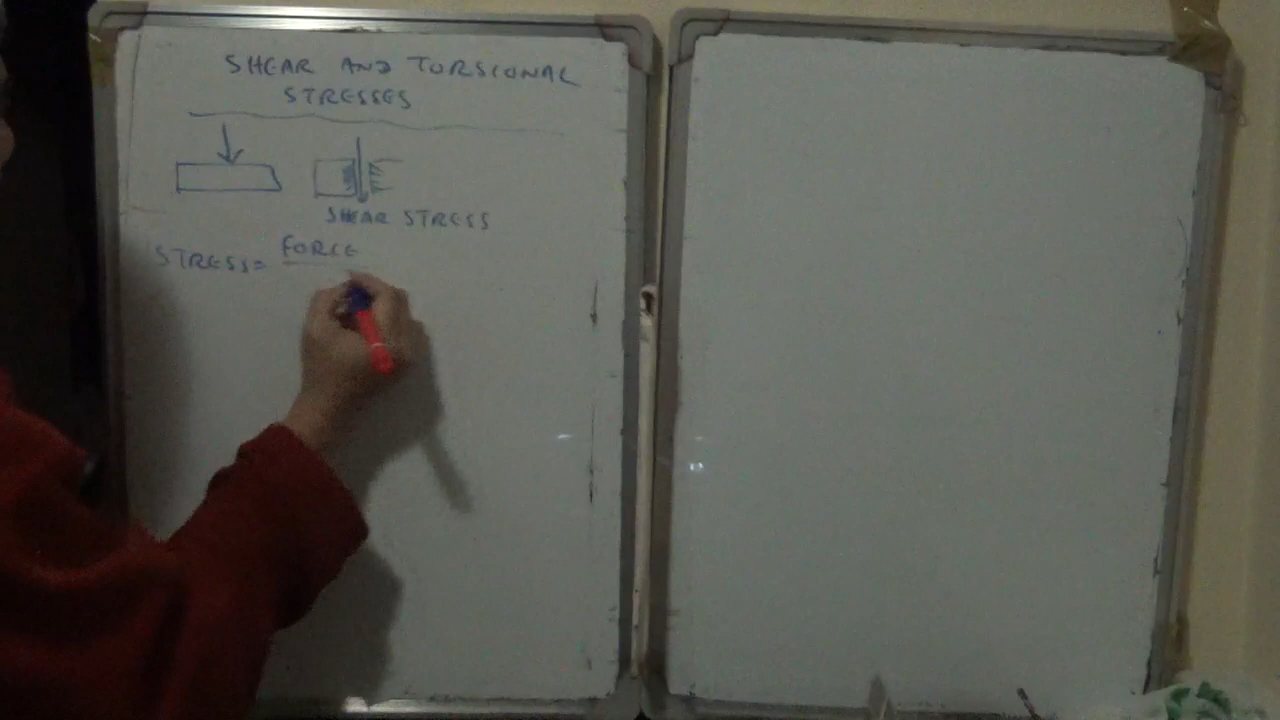 SHEAR AND TORSIONAL
STRESSES
SHEAR STRESS
STRESS= FORCE